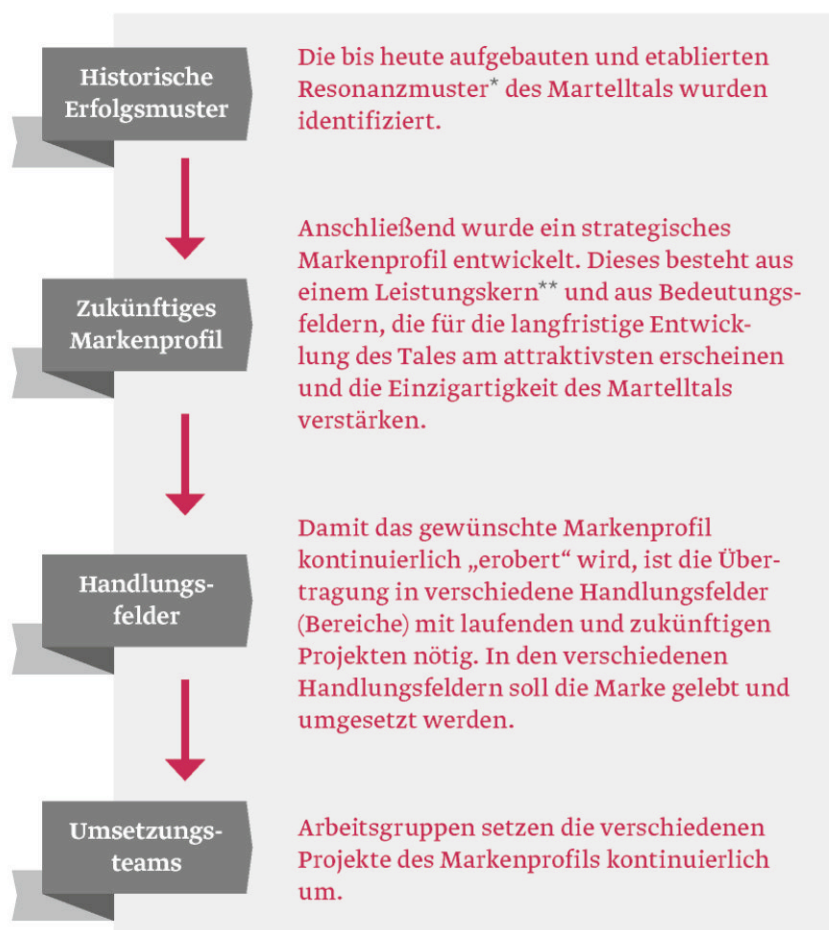 Historische
Erfolgsmuster
Die bis heute aufgebauten und etablierten
Resonanzmuster* des Martelltals wurden
identifiziert.
Zukünftiges
Markenprofil
Anschließend wurde ein strategisches
Markenprofil entwickelt. Dieses besteht aus
einem Leistungskern** und aus Bedeutungs-
feldern, die für die langfristige Entwick-
lung des Tales am attraktivsten erscheinen
und die Einzigartigkeit des Martelltals
verstärken.
Handlungs-
felder
Damit das gewünschte Markenprofil
kontinuierlich „erobert“ wird, ist die Über-
tragung in verschiedene Handlungsfelder
(Bereiche) mit laufenden und zukünftigen
Projekten nötig. In den verschiedenen
Handlungsfeldern soll die Marke gelebt und
umgesetzt werden.
Umsetzungs-
teams
Arbeitsgruppen setzen die verschiedenen
Projekte des Markenprofils kontinuierlich
um.